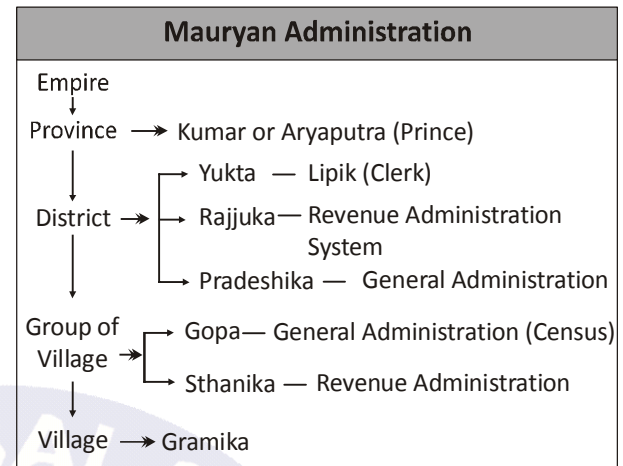 Mauryan Administration
Empire
Province → Kumar or Aryaputra (Prince)
Yukta — Lipik (Clerk)
District → Rajjuka — Revenue Administration
System
Pradeshika — General Administration
Group of
Village → Gopa — General Administration (Census)
Sthanika — Revenue Administration
Village → Gramika